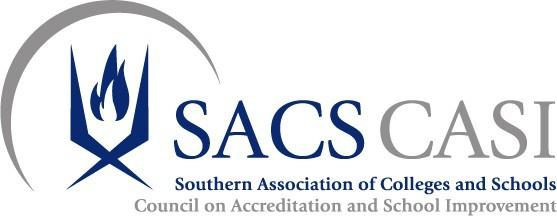 SACS CASI
Southern Association of Colleges and Schools
Council on Accreditation and School Improvement